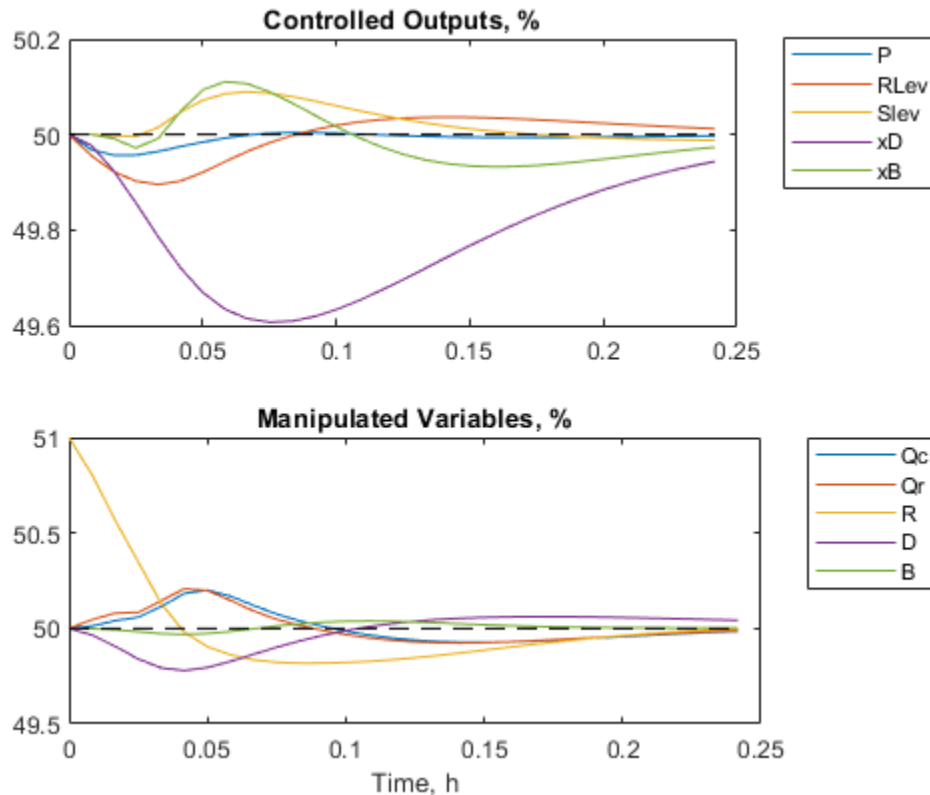 Controlled Outputs, %
50.2
50
49.8
49.6
0 0.05 0.1 0.15 0.2 0.25
P
RLev
Slev
xD
xB
Manipulated Variables, %
51
50.5
50
49.5
0 0.05 0.1 0.15 0.2 0.25
Time, h
Qc
Qr
R
D
B